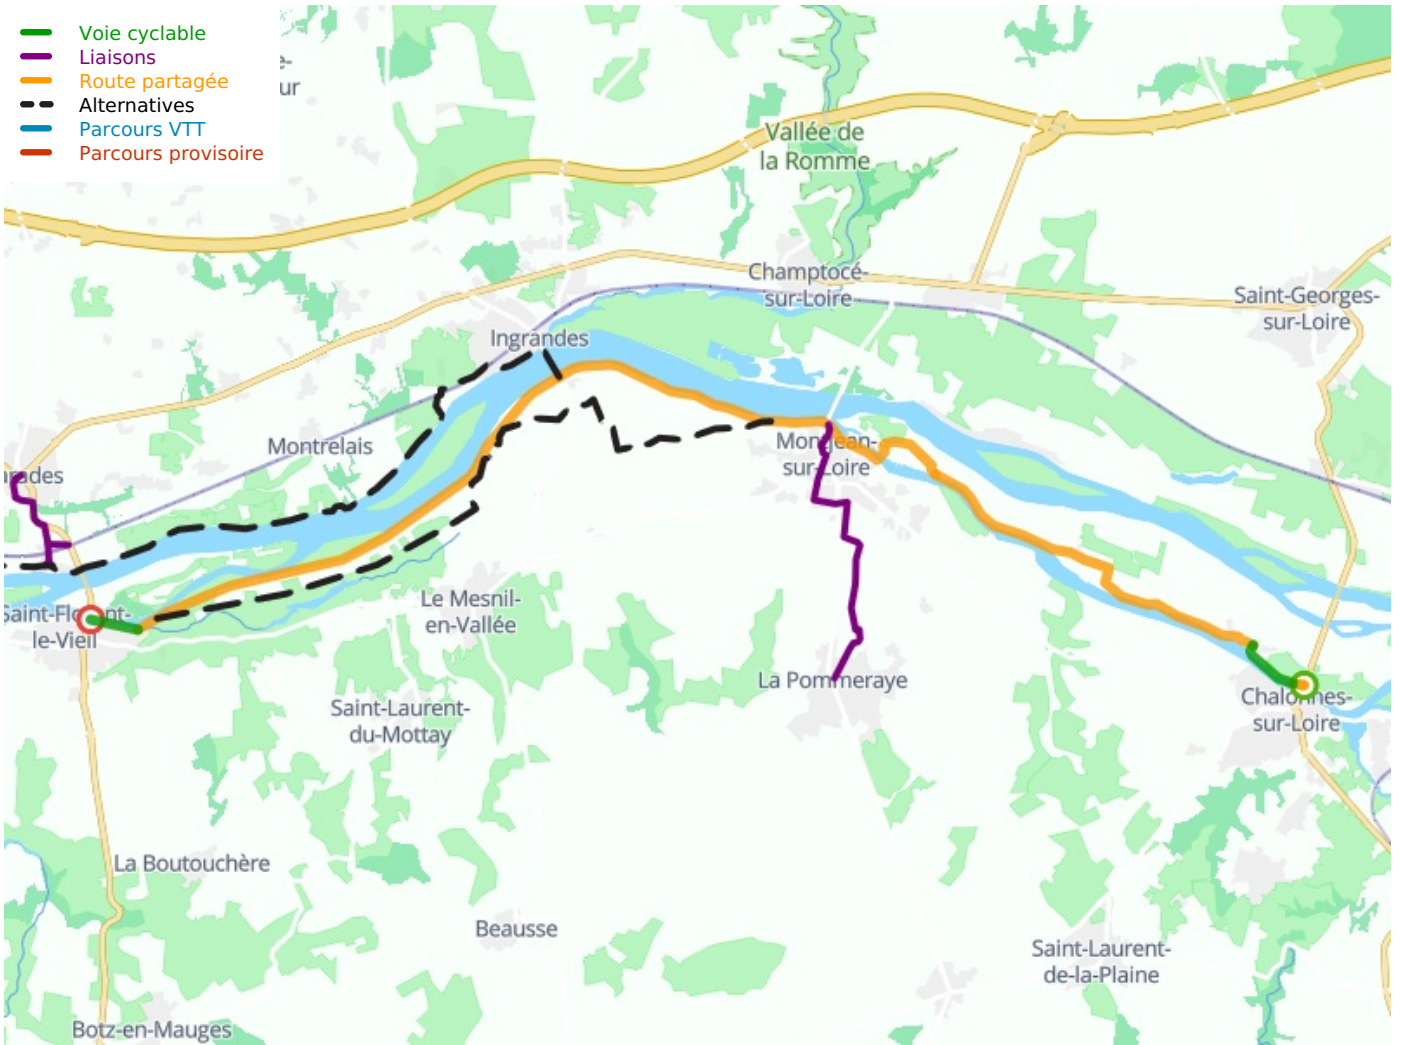 Voie cyclable
Liaisons
Route partagée
Alternatives
Parcours VTT
Parcours provisoire
Vallée de
la Romme
Champtocé-
sur-Loire
Saint-Georges-
sur-Loire
Ingrandes
Montrelais
Montjean-
sur-Loire
Saint-Florent-
le-Vieil
Le Mesnil-
en-Vallée
La Pommeraye
Chalonnes-
sur-Loire
Saint-Laurent-
du-Mottay
La Boutouchère
Beausse
Saint-Laurent-
de-la-Plaine
Botz-en-Mauges